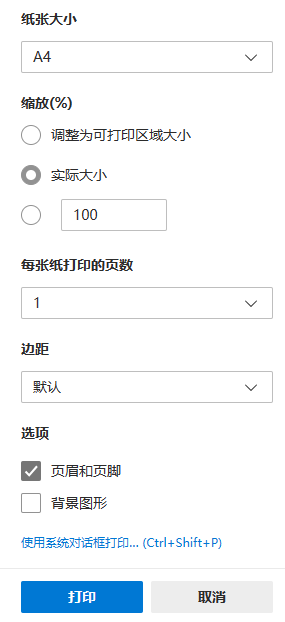 纸张大小
A4
缩放(%)
调整为可打印区域大小
实际大小
100
每张纸打印的页数
1
边距
默认
选项
页眉和页脚
背景图形
使用系统对话框打印... (Ctrl+Shift+P)
打印
取消